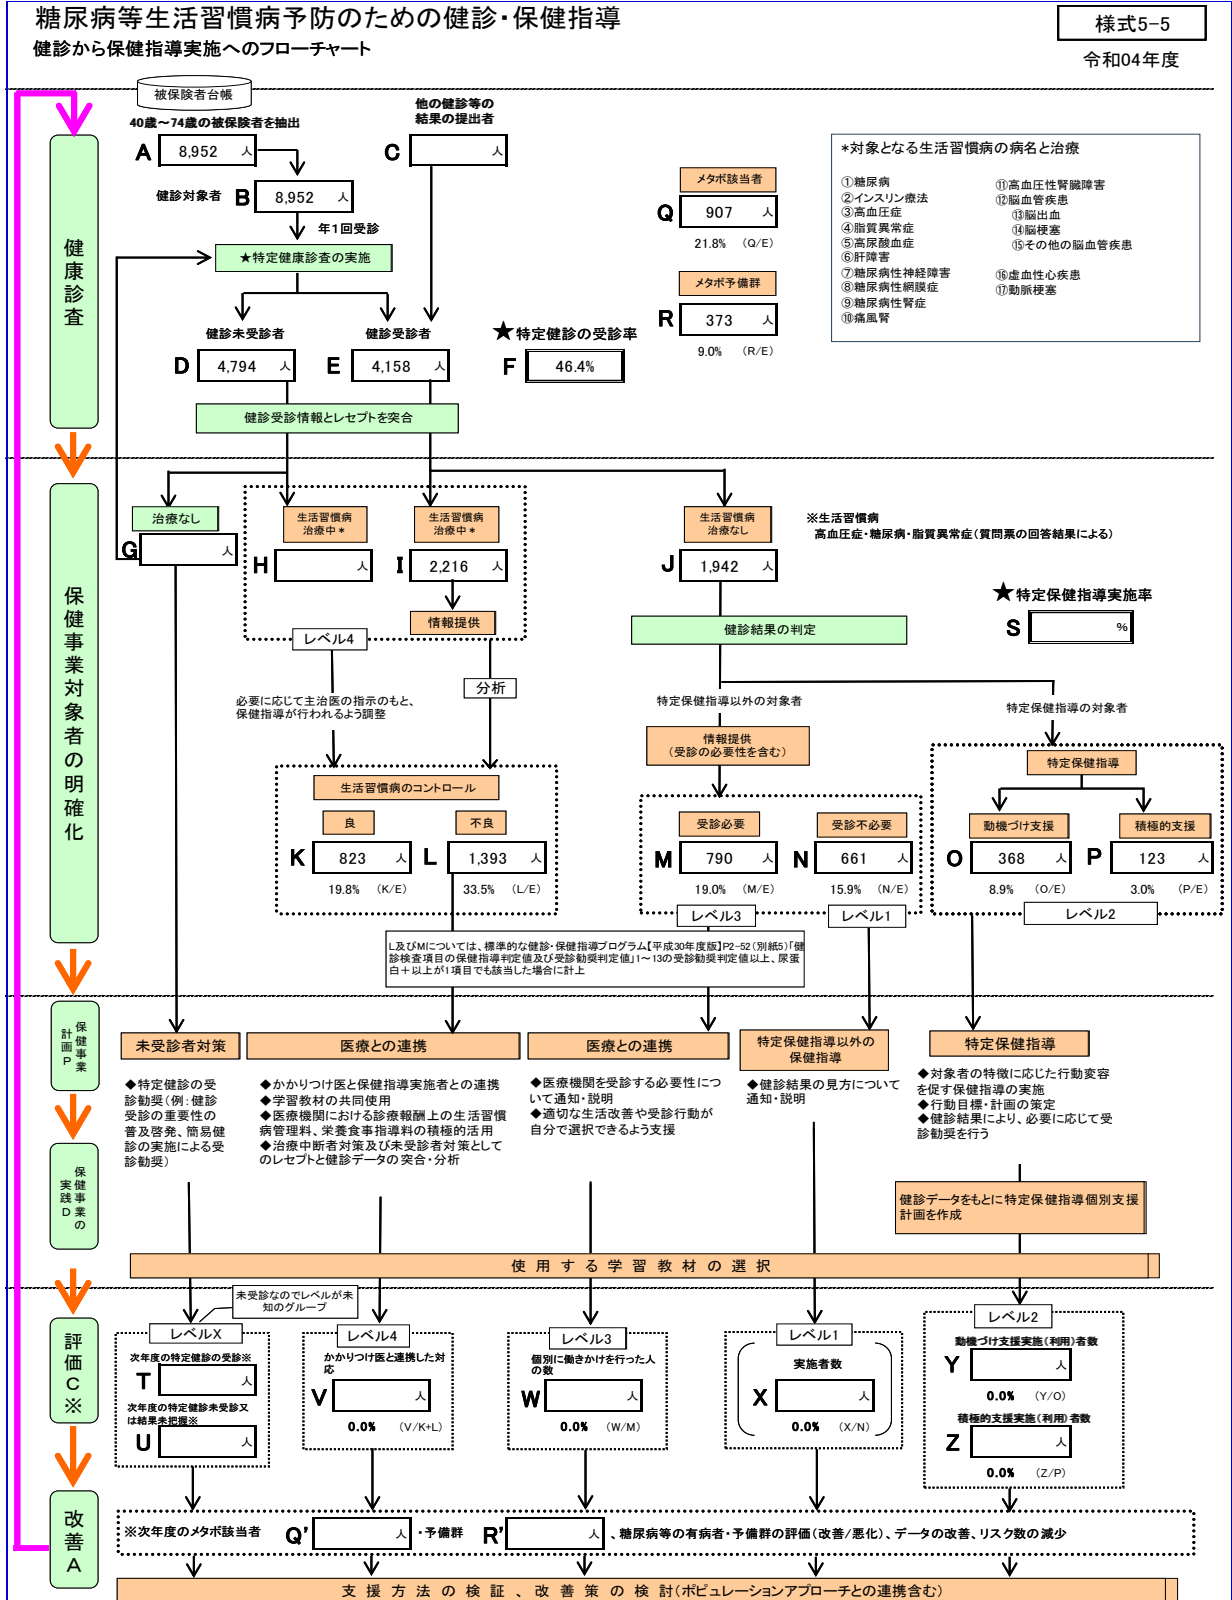 糖尿病等生活習慣病予防のための健診・保健指導
健診から保健指導実施へのフローチャート
様式5-5
令和04年度
被保険者台帳
40歳～74歳の被保険者を抽出
A 8,952 人
他の健診等の
結果の提出者
C 人
健診対象者 B 8,952 人
年1回受診
★特定健康診査の実施
健康診査
メタボ該当者
Q 907 人
21.8% (Q/E)
メタボ予備群
R 373 人
9.0% (R/E)
*対象となる生活習慣病の病名と治療
①糖尿病
②インスリン療法
③高血圧症
④脂質異常症
⑤高尿酸血症
⑥肝障害
⑦糖尿病性神経障害
⑧糖尿病性網膜症
⑨糖尿病性腎症
⑩痛風腎
⑪高血圧性腎臓障害
⑫脳血管疾患
⑬脳出血
⑭脳梗塞
⑮その他の脳血管疾患
⑯虚血性心疾患
⑰動脈梗塞
健診未受診者
D 4,794 人
健診受診者
E 4,158 人
★特定健診の受診率
F 46.4%
健診受診情報とレセプトを突合
保健事業対象者の明確化
治療なし
G 人
生活習慣病
治療中*
H 人
生活習慣病
治療中*
I 2,216 人
情報提供
レベル4
生活習慣病
治療なし
J 1,942 人
※生活習慣病
高血圧症・糖尿病・脂質異常症(質問票の回答結果による)
★特定保健指導実施率
S %
健診結果の判定
分析
必要に応じて主治医の指示のもと、
保健指導が行われるよう調整
特定保健指導以外の対象者
特定保健指導の対象者
情報提供
(受診の必要性を含む)
生活習慣病のコントロール
良
K 823 人
19.8% (K/E)
不良
L 1,393 人
33.5% (L/E)
受診必要
M 790 人
19.0% (M/E)
レベル3
受診不必要
N 661 人
15.9% (N/E)
レベル1
特定保健指導
動機づけ支援
O 368 人
8.9% (O/E)
積極的支援
P 123 人
3.0% (P/E)
レベル2
L及びMについては、標準的な健診・保健指導プログラム【平成30年度版】P2-52(別紙5)「健
診検査項目の保健指導判定値及び受診勧奨判定値」1～13の受診勧奨判定値以上、尿蛋
白＋以上が1項目でも該当した場合に計上
保健事業
計画P
未受診者対策
◆特定健診の受
診勧奨(例:健診
受診の重要性の
普及啓発、簡易健
診の実施による受
診勧奨)
医療との連携
◆かかりつけ医と保健指導実施者との連携
◆学習教材の共同使用
◆医療機関における診療報酬上の生活習慣
病管理料、栄養食事指導料の積極的活用
◆治療中断者対策及び未受診者対策として
のレセプトと健診データの突合・分析
医療との連携
◆医療機関を受診する必要性につ
いて通知・説明
◆適切な生活改善や受診行動が
自分で選択できるよう支援
特定保健指導以外の
保健指導
◆健診結果の見方について
通知・説明
特定保健指導
◆対象者の特徴に応じた行動変容
を促す保健指導の実施
◆行動目標・計画の策定
◆健診結果により、必要に応じて受
診勧奨を行う
保健事業の
実践D
健診データをもとに特定保健指導個別支援
計画を作成
使用する学習教材の選択
未受診なのでレベルが未
知のグループ
評価C※
レベルX
次年度の特定健診の受診※
T 人
次年度の特定健診未受診又
は結果未把握※
U 人
レベル4
かかりつけ医と連携した対
応
V 人
0.0% (V/K+L)
レベル3
個別に働きかけを行った人
の数
W 人
0.0% (W/M)
レベル1
実施者数
X 人
0.0% (X/N)
レベル2
動機づけ支援実施(利用)者数
Y 人
0.0% (Y/O)
積極的支援実施(利用)者数
Z 人
0.0% (Z/P)
改善A
※次年度のメタボ該当者 Q' 人 ・予備群 R' 人 、糖尿病等の有病者・予備群の評価(改善/悪化)、データの改善、リスク数の減少
支援方法の検証、改善策の検討(ポピュレーションアプローチとの連携含む)